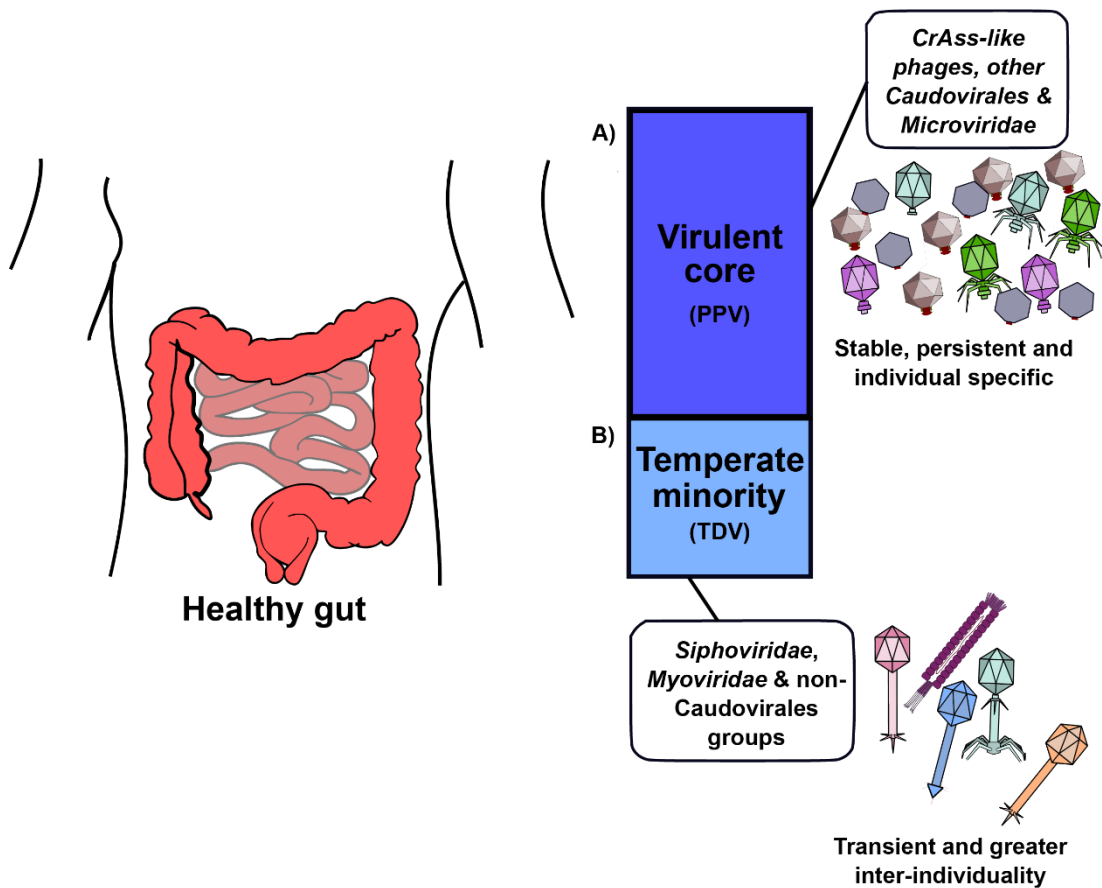 CrAss-like
phages, other
Caudovirales &
Microviridae
A)
Virulent
core
(PPV)
Stable, persistent and
individual specific
B)
Temperate
minority
(TDV)
Healthy gut
Siphoviridae,
Myoviridae & non-
Caudovirales
groups
Transient and greater
inter-individuality